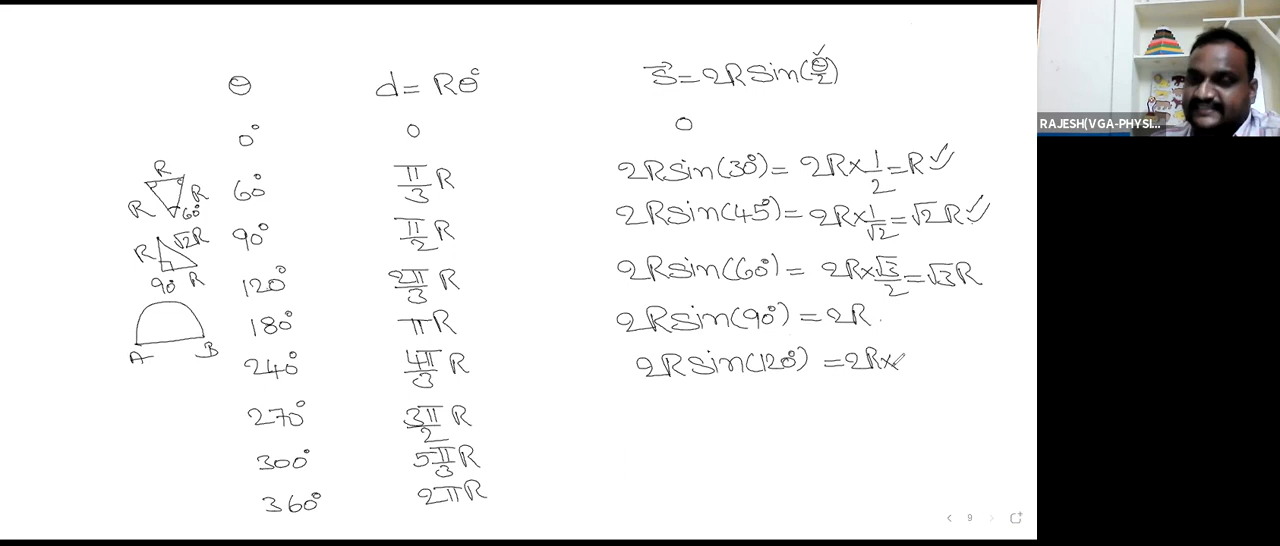 θ d = Rθ° S⃗ = 2R sin(θ/2)
0° 0 0
R R R 60° 60° π/3 R 2R sin(30°) = 2R × 1/2 = R ✓
R √2R 90° R 90° π/2 R 2R sin(45°) = 2R × 1/√2 = √2R ✓
120° 2π/3 R 2R sin(60°) = 2R × √3/2 = √3R
A B 180° πR 2R sin(90°) = 2R.
240° 4π/3 R 2R sin(120°) = 2R×
270° 3π/2 R
300° 5π/3 R
360° 2πR
RAJESH(VGA-PHYSI...
9